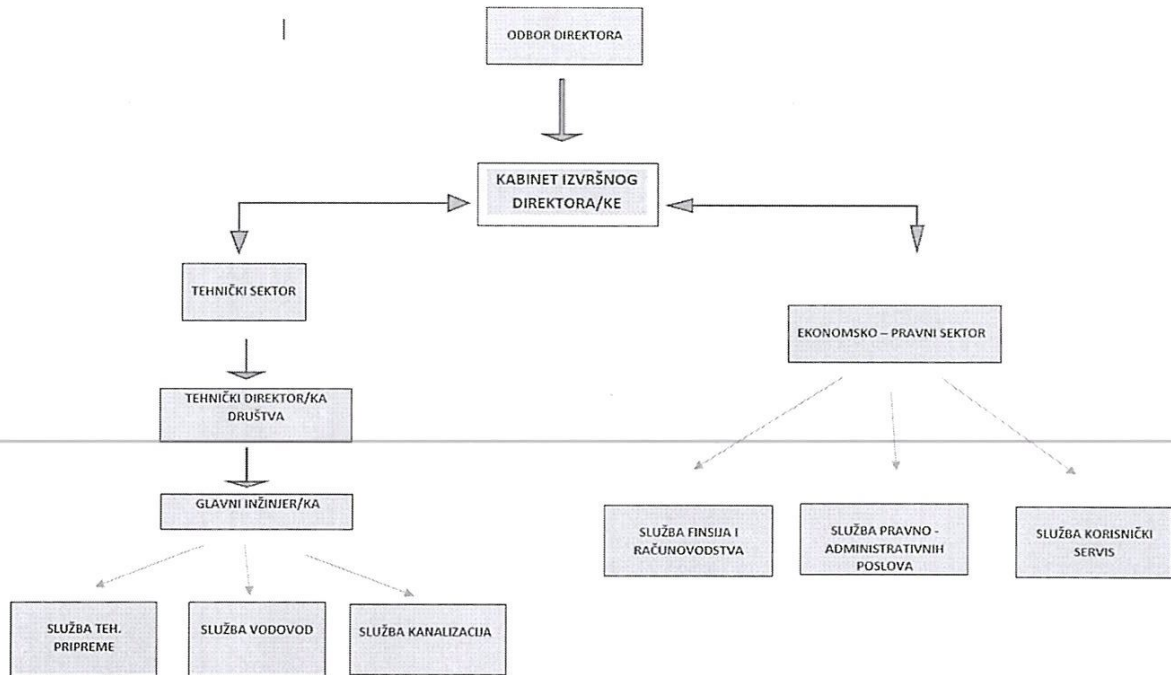 ODBOR DIREKTORA
KABINET IZVRŠNOG
DIREKTORA/KE
TEHNIČKI SEKTOR
EKONOMSKO – PRAVNI SEKTOR
TEHNIČKI DIREKTOR/KA
DRUŠTVA
GLAVNI INŽINJER/KA
SLUŽBA FINSIJA I
RAČUNOVODSTVA
SLUŽBA PRAVNO -
ADMINISTRATIVNIH
POSLOVA
SLUŽBA KORISNIČKI
SERVIS
SLUŽBA TEH.
PRIPREME
SLUŽBA VODOVOD
SLUŽBA KANALIZACIJA